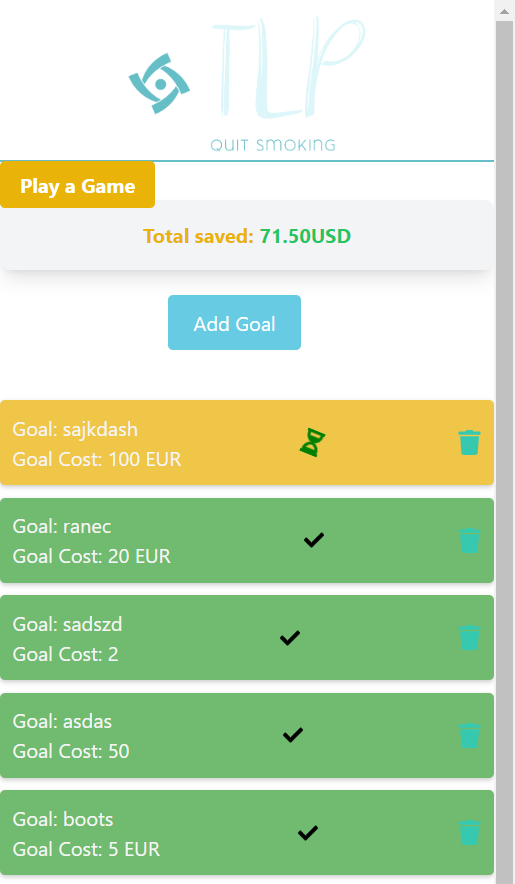 TLP
QUIT SMOKING
Play a Game
Total saved: 71.50USD
Add Goal
Goal: sajkdash
Goal Cost: 100 EUR
Goal: ranec
Goal Cost: 20 EUR
Goal: sadszd
Goal Cost: 2
Goal: asdas
Goal Cost: 50
Goal: boots
Goal Cost: 5 EUR